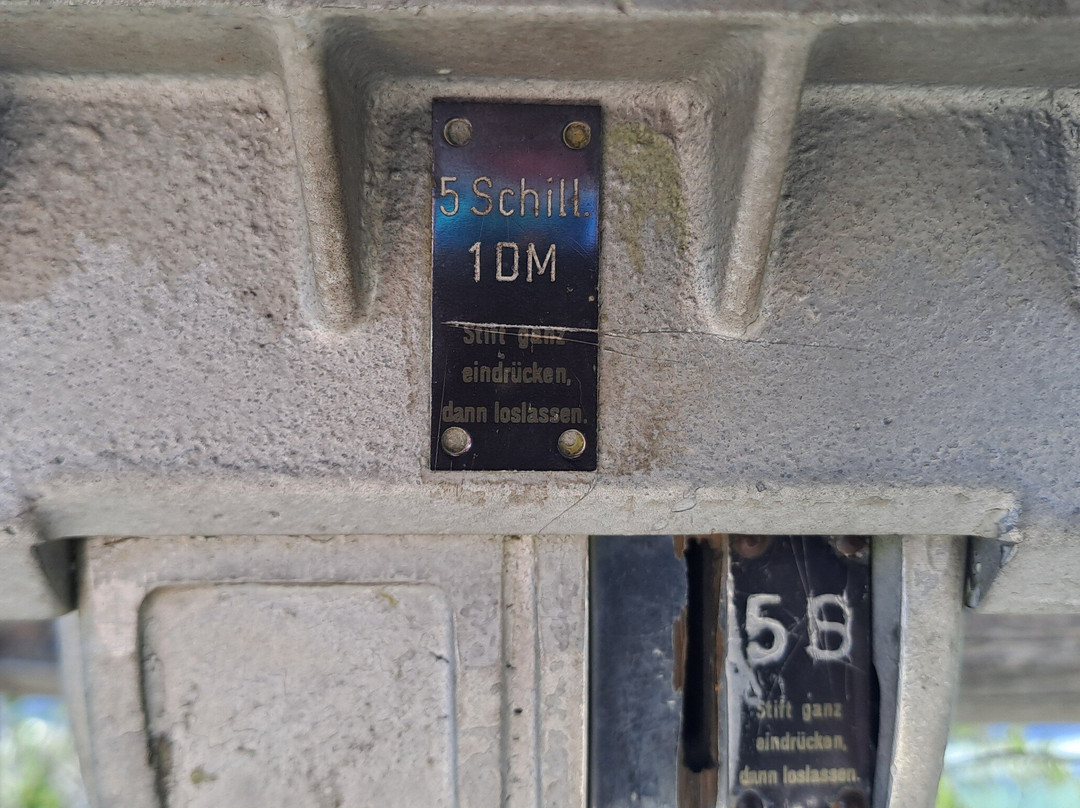 5 Schill.
1 DM
Stift ganz
eindrücken,
dann loslassen.
5 S
Stift ganz
eindrücken,
dann loslassen.